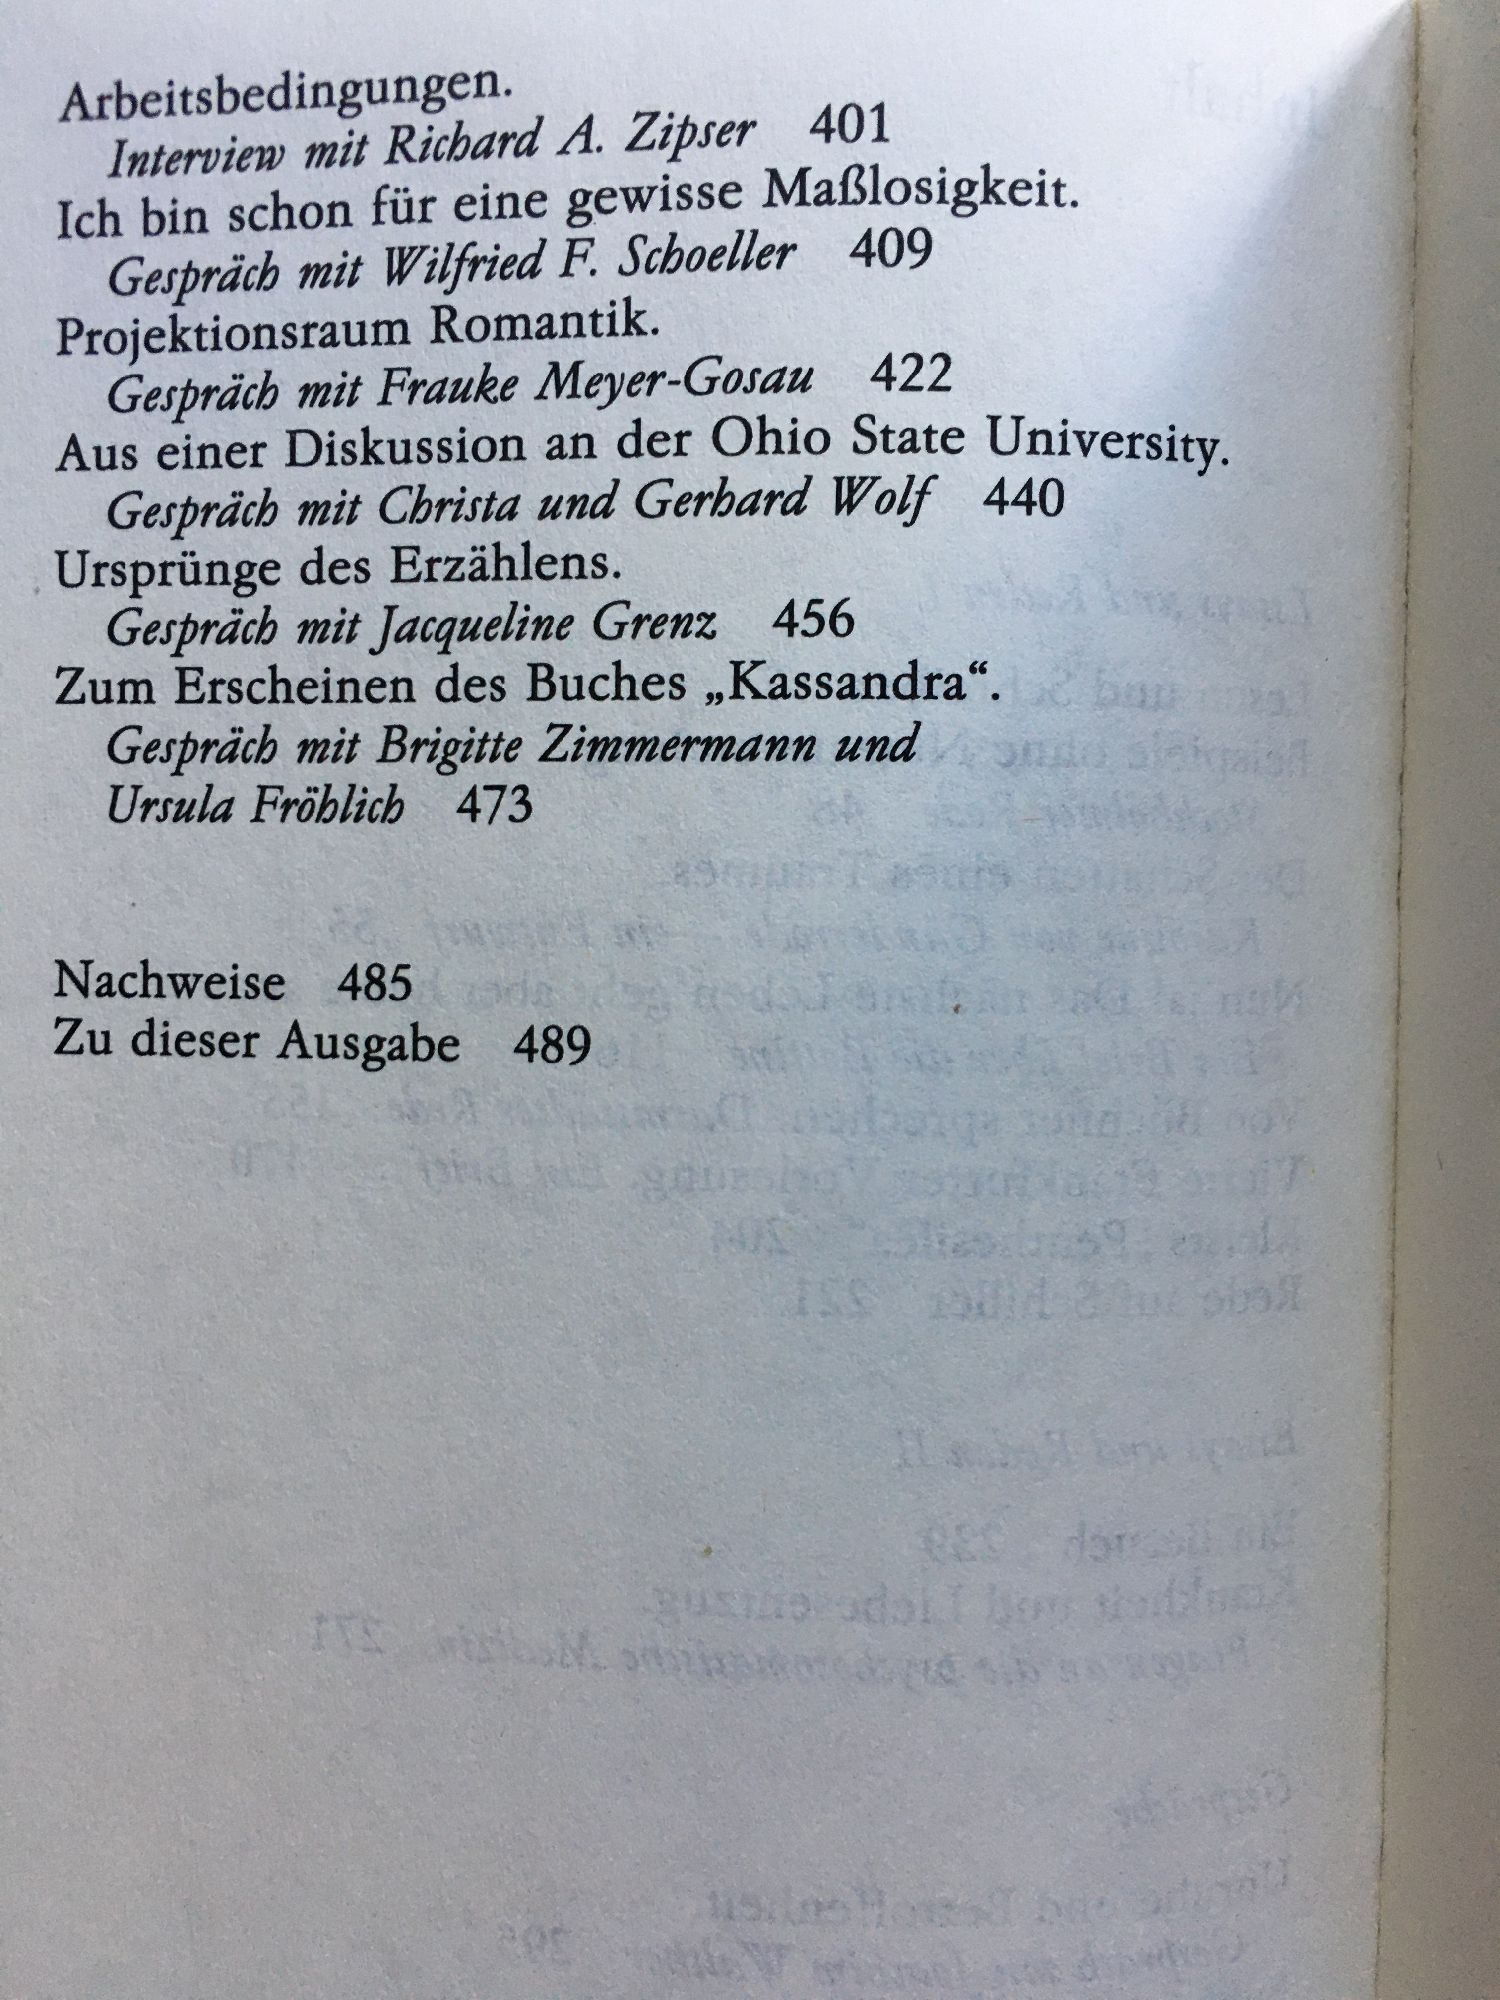 Arbeitsbedingungen.
Interview mit Richard A. Zipser 401
Ich bin schon für eine gewisse Maßlosigkeit.
Gespräch mit Wilfried F. Schoeller 409
Projektionsraum Romantik.
Gespräch mit Frauke Meyer-Gosau 422
Aus einer Diskussion an der Ohio State University.
Gespräch mit Christa und Gerhard Wolf 440
Ursprünge des Erzählens.
Gespräch mit Jacqueline Grenz 456
Zum Erscheinen des Buches „Kassandra“.
Gespräch mit Brigitte Zimmermann und
Ursula Fröhlich 473
Nachweise 485
Zu dieser Ausgabe 489